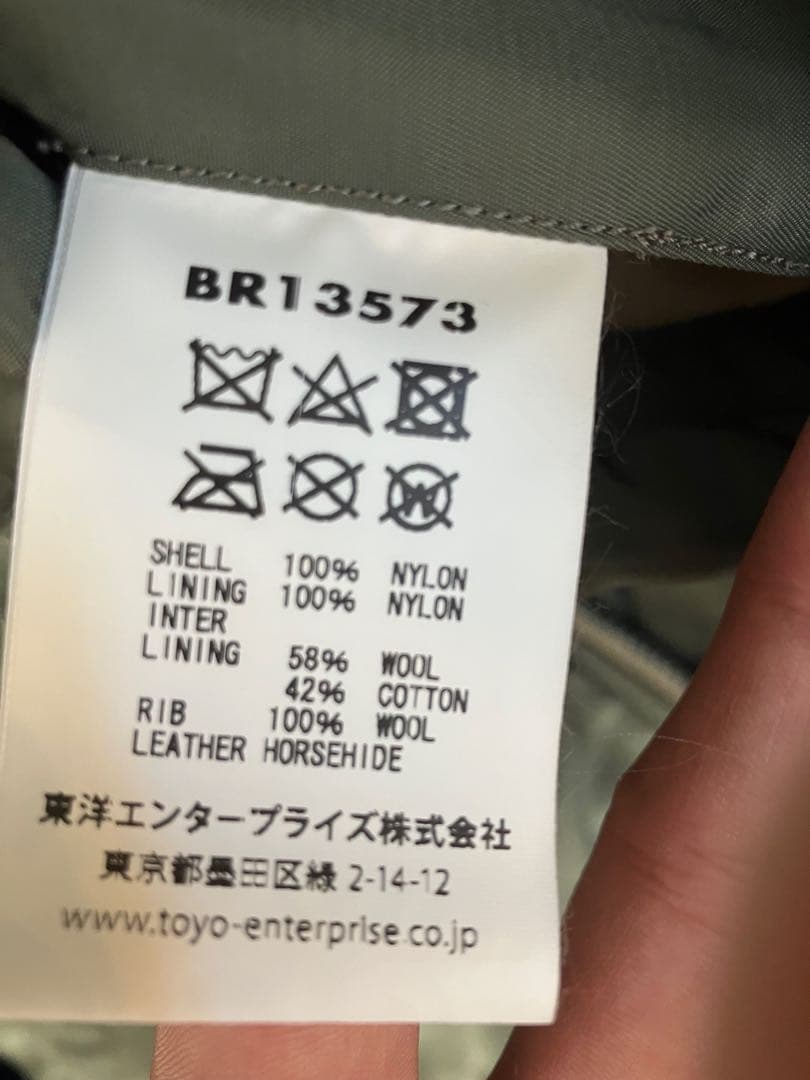 BR13573
SHELL 100% NYLON
LINING 100% NYLON
INTER
LINING 58% WOOL
42% COTTON
RIB 100% WOOL
LEATHER HORSEHIDE
東洋エンタープライズ株式会社
東京都墨田区緑 2-14-12
www.toyo-enterprise.co.jp